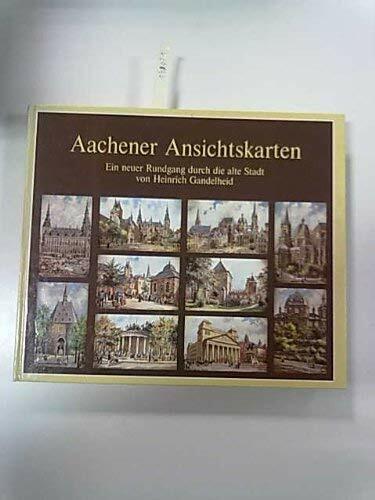 Aachener Ansichtskarten
Ein neuer Rundgang durch die alte Stadt
von Heinrich Gandelheid